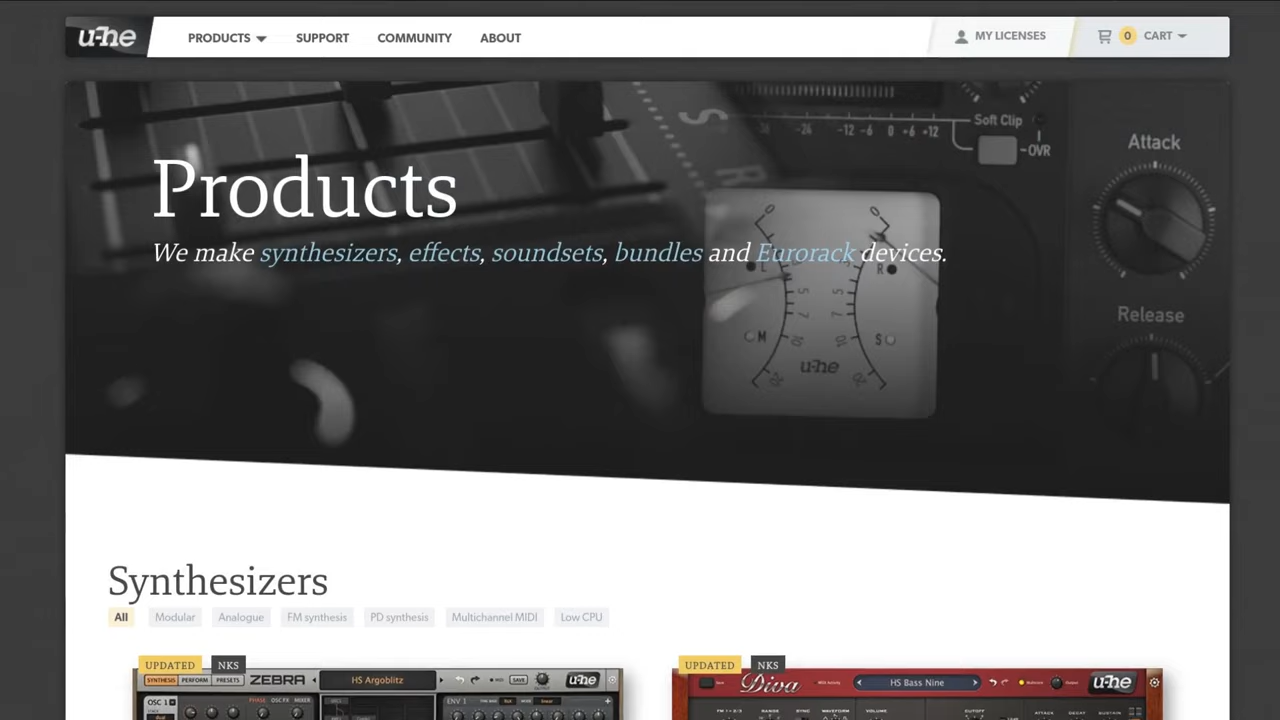 u-he PRODUCTS SUPPORT COMMUNITY ABOUT MY LICENSES 0 CART
Soft Clip
-24 -12 -6 0 +6 +12
OVR
Attack
Products
We make synthesizers, effects, soundsets, bundles and Eurorack devices.
L R
Release
M S
u-he
Synthesizers
All Modular Analogue FM synthesis PD synthesis Multichannel MIDI Low CPU
UPDATED NKS UPDATED NKS
SYNTHESIS PERFORM PRESETS ZEBRA HS Argoblitz SAVE u-he
Diva HS Bass Nine u-he
OSC 1 PHASE OSC FX MIXER ENV 1
FM 1 - 2/3 RANGE SYNC WAVEFORM VOLUME CUTOFF ATTACK DECAY SUSTAIN